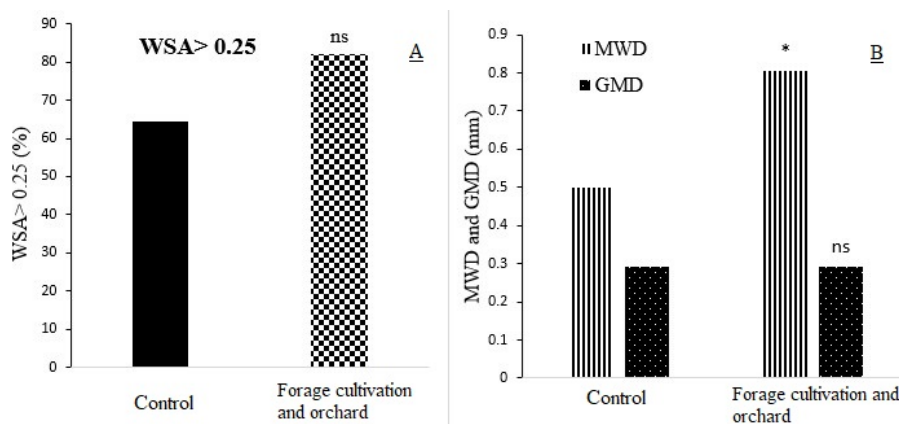 WSA> 0.25
ns
A
90
80
70
60
50
40
30
20
10
0
WSA> 0.25 (%)
Control
Forage cultivation
and orchard
B
MWD
GMD
*
ns
0.9
0.8
0.7
0.6
0.5
0.4
0.3
0.2
0.1
0
MWD and GMD (mm)
Control
Forage cultivation and
orchard